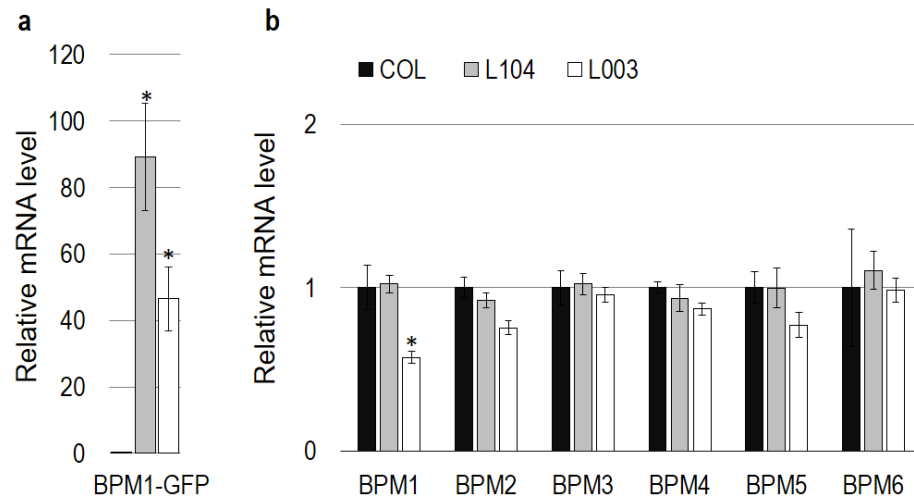 a
Relative mRNA level
120
100
80
60
40
20
0
*
*
BPM1-GFP
b
COL L104 L003
Relative mRNA level
2
1
0
*
BPM1 BPM2 BPM3 BPM4 BPM5 BPM6